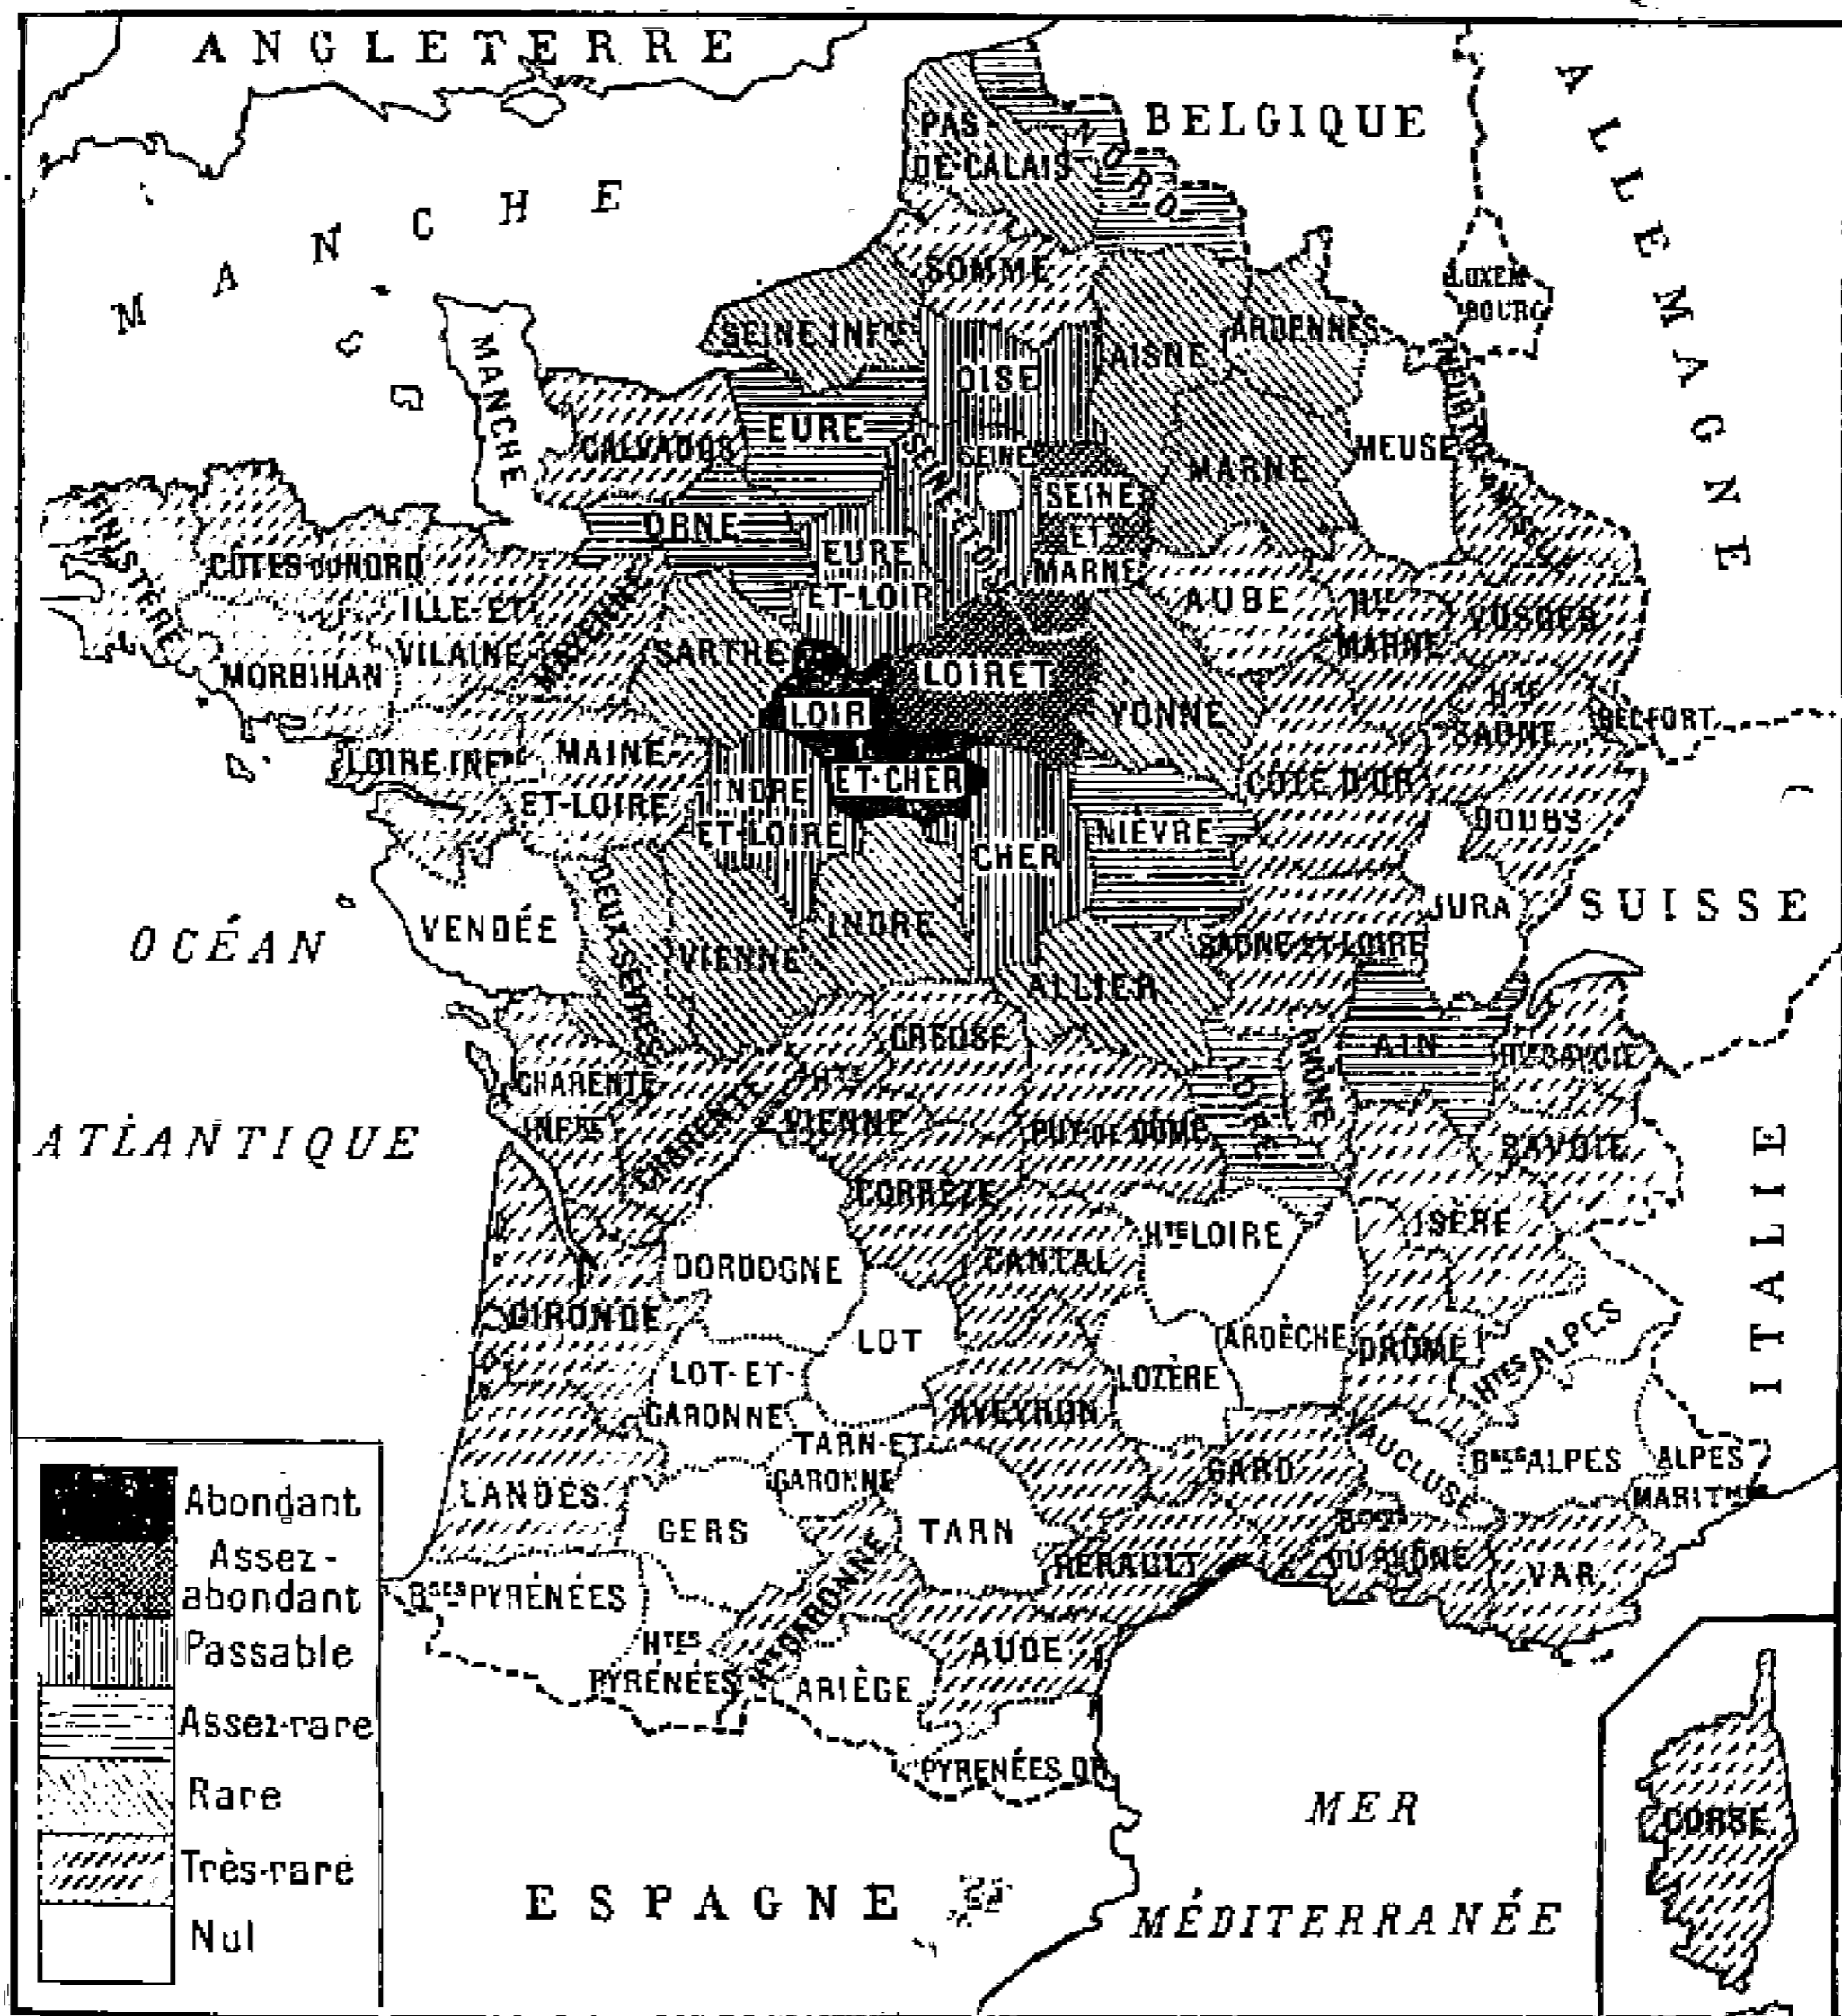 ANGLETERRE
BELGIQUE
ALLEMAGNE
MANCHE
LUXEM
BOURG
PAS
DE-CALAIS
NORD
SOMME
SEINE INFRE
OISE
AISNE
ARDENNES
MANCHE
CALVADOS
EURE
SEINE
SEINE
ET
MARNE
MARNE
MEUSE
FINISTÈRE
CÔTES DU NORD
ORNE
EURE
ET-LOIR
ILLE-ET
VILAINE
MAYENNE
SARTHE
AUBE
HTE
MARNE
VOSGES
MORBIHAN
LOIRET
LOIR
ET-CHER
YONNE
HTE
SAONE
BELFORT
LOIRE INFRE
MAINE
ET-LOIRE
INDRE
ET-LOIRE
CHER
NIÈVRE
CÔTE D'OR
DOUBS
VENDÉE
DEUX-SÈVRES
VIENNE
INDRE
ALLIER
SAONE-ET-LOIRE
JURA
SUISSE
OCÉAN
ATLANTIQUE
CHARENTE
INFRE
CHARENTE
HTE
VIENNE
CREUSE
PUY DE DÔME
LOIRE
RHONE
AIN
HTE SAVOIE
SAVOIE
ITALIE
CORRÈZE
CANTAL
HTE LOIRE
ISÈRE
DORDOGNE
GIRONDE
LOT
LOT-ET-
GARONNE
AVEYRON
LOZÈRE
ARDÈCHE
DRÔME
HTES ALPES
TARN-ET-
GARONNE
LANDES
GERS
TARN
GARD
VAUCLUSE
BSES ALPES
ALPES
MARITMES
HÉRAULT
BCHES
DU RHÔNE
VAR
BSES PYRÉNÉES
HTES
PYRÉNÉES
HTE GARONNE
ARIÈGE
AUDE
PYRENÉES OR
ESPAGNE
MER
MÉDITERRANÉE
CORSE
Abondant
Assez-
abondant
Passable
Assez-rare
Rare
Très-rare
Nul